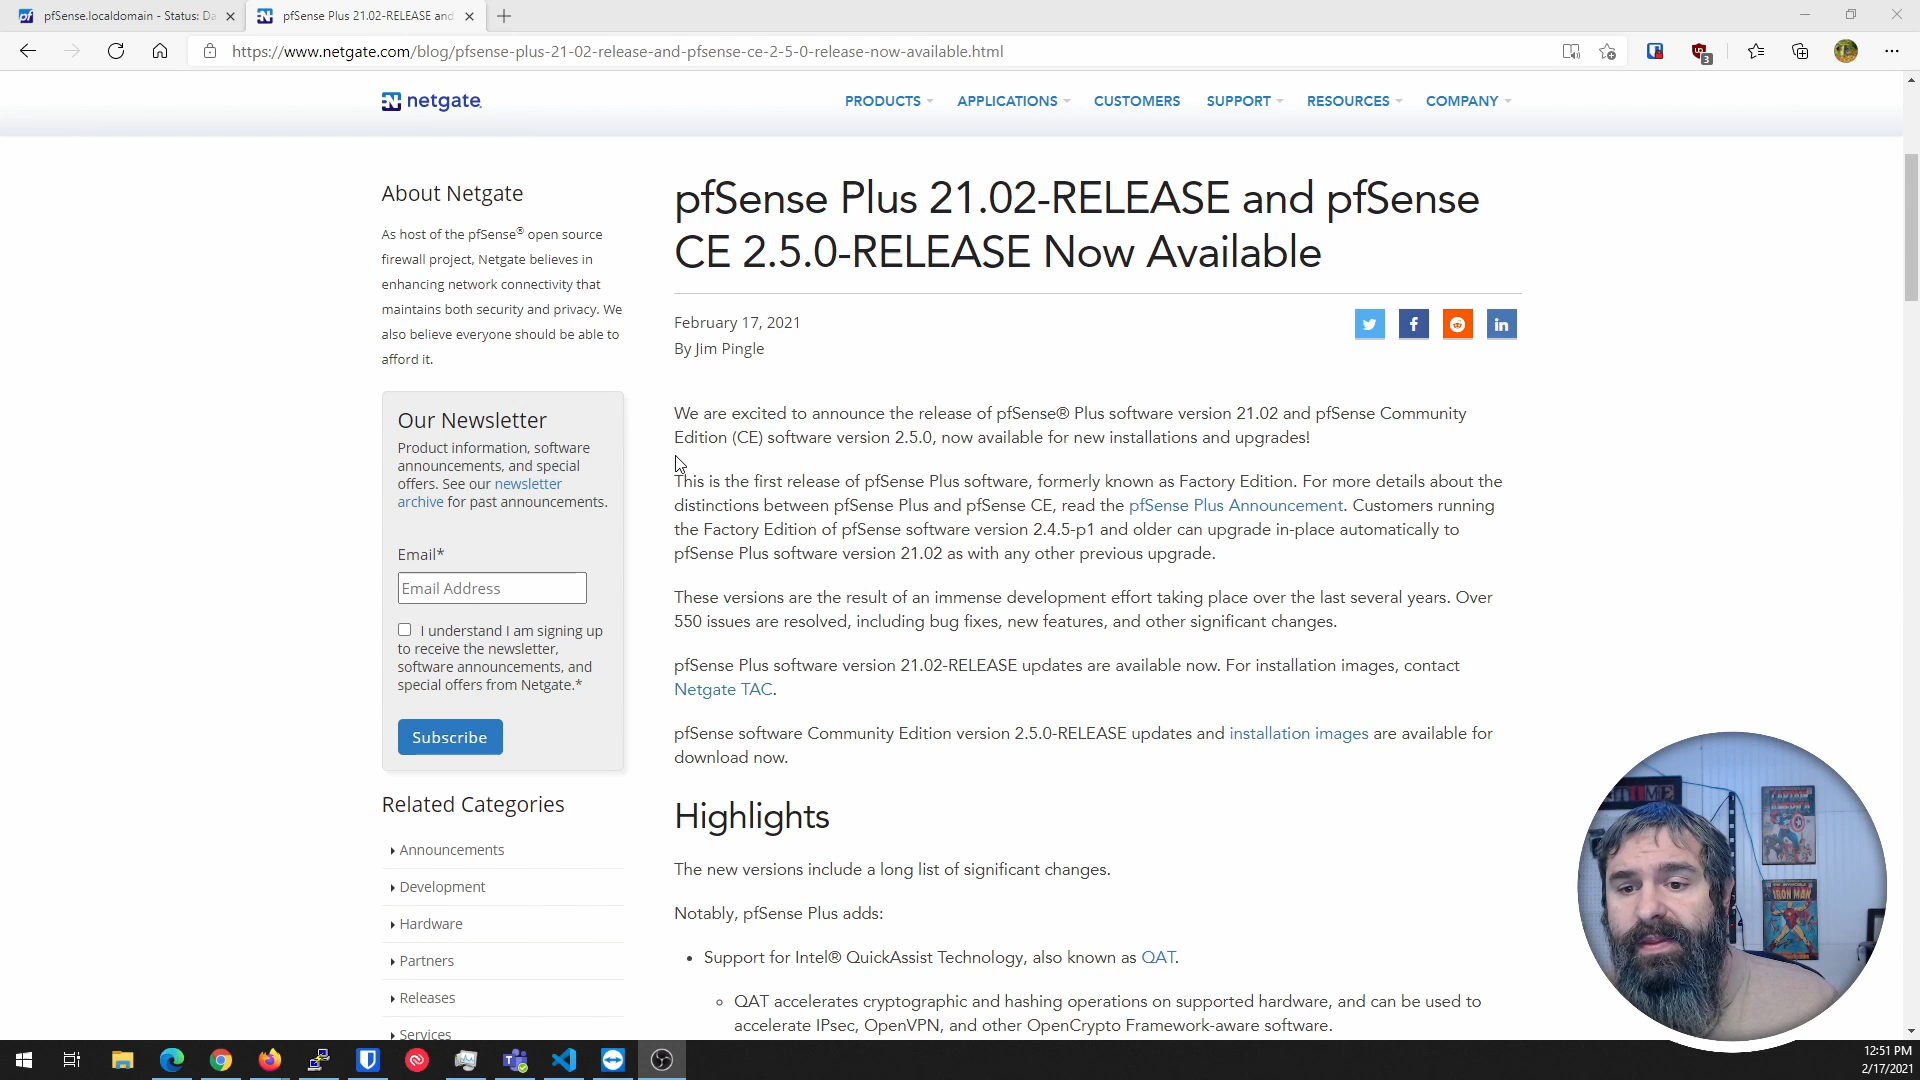 pfSense.localdomain - Status: Da
pfSense Plus 21.02-RELEASE and
https://www.netgate.com/blog/pfsense-plus-21-02-release-and-pfsense-ce-2-5-0-release-now-available.html
3
netgate
PRODUCTS APPLICATIONS CUSTOMERS SUPPORT RESOURCES COMPANY
About Netgate
As host of the pfSense® open source
firewall project, Netgate believes in
enhancing network connectivity that
maintains both security and privacy. We
also believe everyone should be able to
afford it.
Our Newsletter
Product information, software
announcements, and special
offers. See our newsletter
archive for past announcements.
Email*
Email Address
I understand I am signing up
to receive the newsletter,
software announcements, and
special offers from Netgate.*
Subscribe
Related Categories
Announcements
Development
Hardware
Partners
Releases
Services
pfSense Plus 21.02-RELEASE and pfSense
CE 2.5.0-RELEASE Now Available
February 17, 2021
By Jim Pingle
We are excited to announce the release of pfSense® Plus software version 21.02 and pfSense Community
Edition (CE) software version 2.5.0, now available for new installations and upgrades!
This is the first release of pfSense Plus software, formerly known as Factory Edition. For more details about the
distinctions between pfSense Plus and pfSense CE, read the pfSense Plus Announcement. Customers running
the Factory Edition of pfSense software version 2.4.5-p1 and older can upgrade in-place automatically to
pfSense Plus software version 21.02 as with any other previous upgrade.
These versions are the result of an immense development effort taking place over the last several years. Over
550 issues are resolved, including bug fixes, new features, and other significant changes.
pfSense Plus software version 21.02-RELEASE updates are available now. For installation images, contact
Netgate TAC.
pfSense software Community Edition version 2.5.0-RELEASE updates and installation images are available for
download now.
Highlights
The new versions include a long list of significant changes.
Notably, pfSense Plus adds:
Support for Intel® QuickAssist Technology, also known as QAT.
QAT accelerates cryptographic and hashing operations on supported hardware, and can be used to
accelerate IPsec, OpenVPN, and other OpenCrypto Framework-aware software.
CAPTAIN
AMERICA
IRON MAN
12:51 PM
2/17/2021